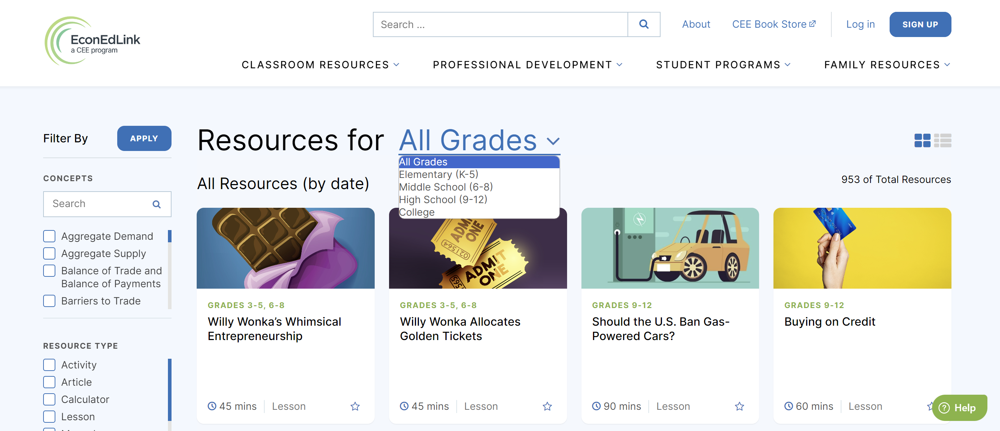 EconEdLink
a CEE program
Search ...
About
CEE Book Store
Log in
SIGN UP
CLASSROOM RESOURCES
PROFESSIONAL DEVELOPMENT
STUDENT PROGRAMS
FAMILY RESOURCES
Filter By
APPLY
CONCEPTS
Search
Aggregate Demand
Aggregate Supply
Balance of Trade and
Balance of Payments
Barriers to Trade
RESOURCE TYPE
Activity
Article
Calculator
Lesson
Resources for All Grades
All Grades
Elementary (K-5)
Middle School (6-8)
High School (9-12)
College
All Resources (by date)
953 of Total Resources
GRADES 3-5, 6-8
Willy Wonka’s Whimsical
Entrepreneurship
45 mins
Lesson
ADMIT
ONE
021564
ADMIT
ONE
GRADES 3-5, 6-8
Willy Wonka Allocates
Golden Tickets
45 mins
Lesson
GRADES 9-12
Should the U.S. Ban Gas-
Powered Cars?
90 mins
Lesson
GRADES 9-12
Buying on Credit
60 mins
Lesson
Help